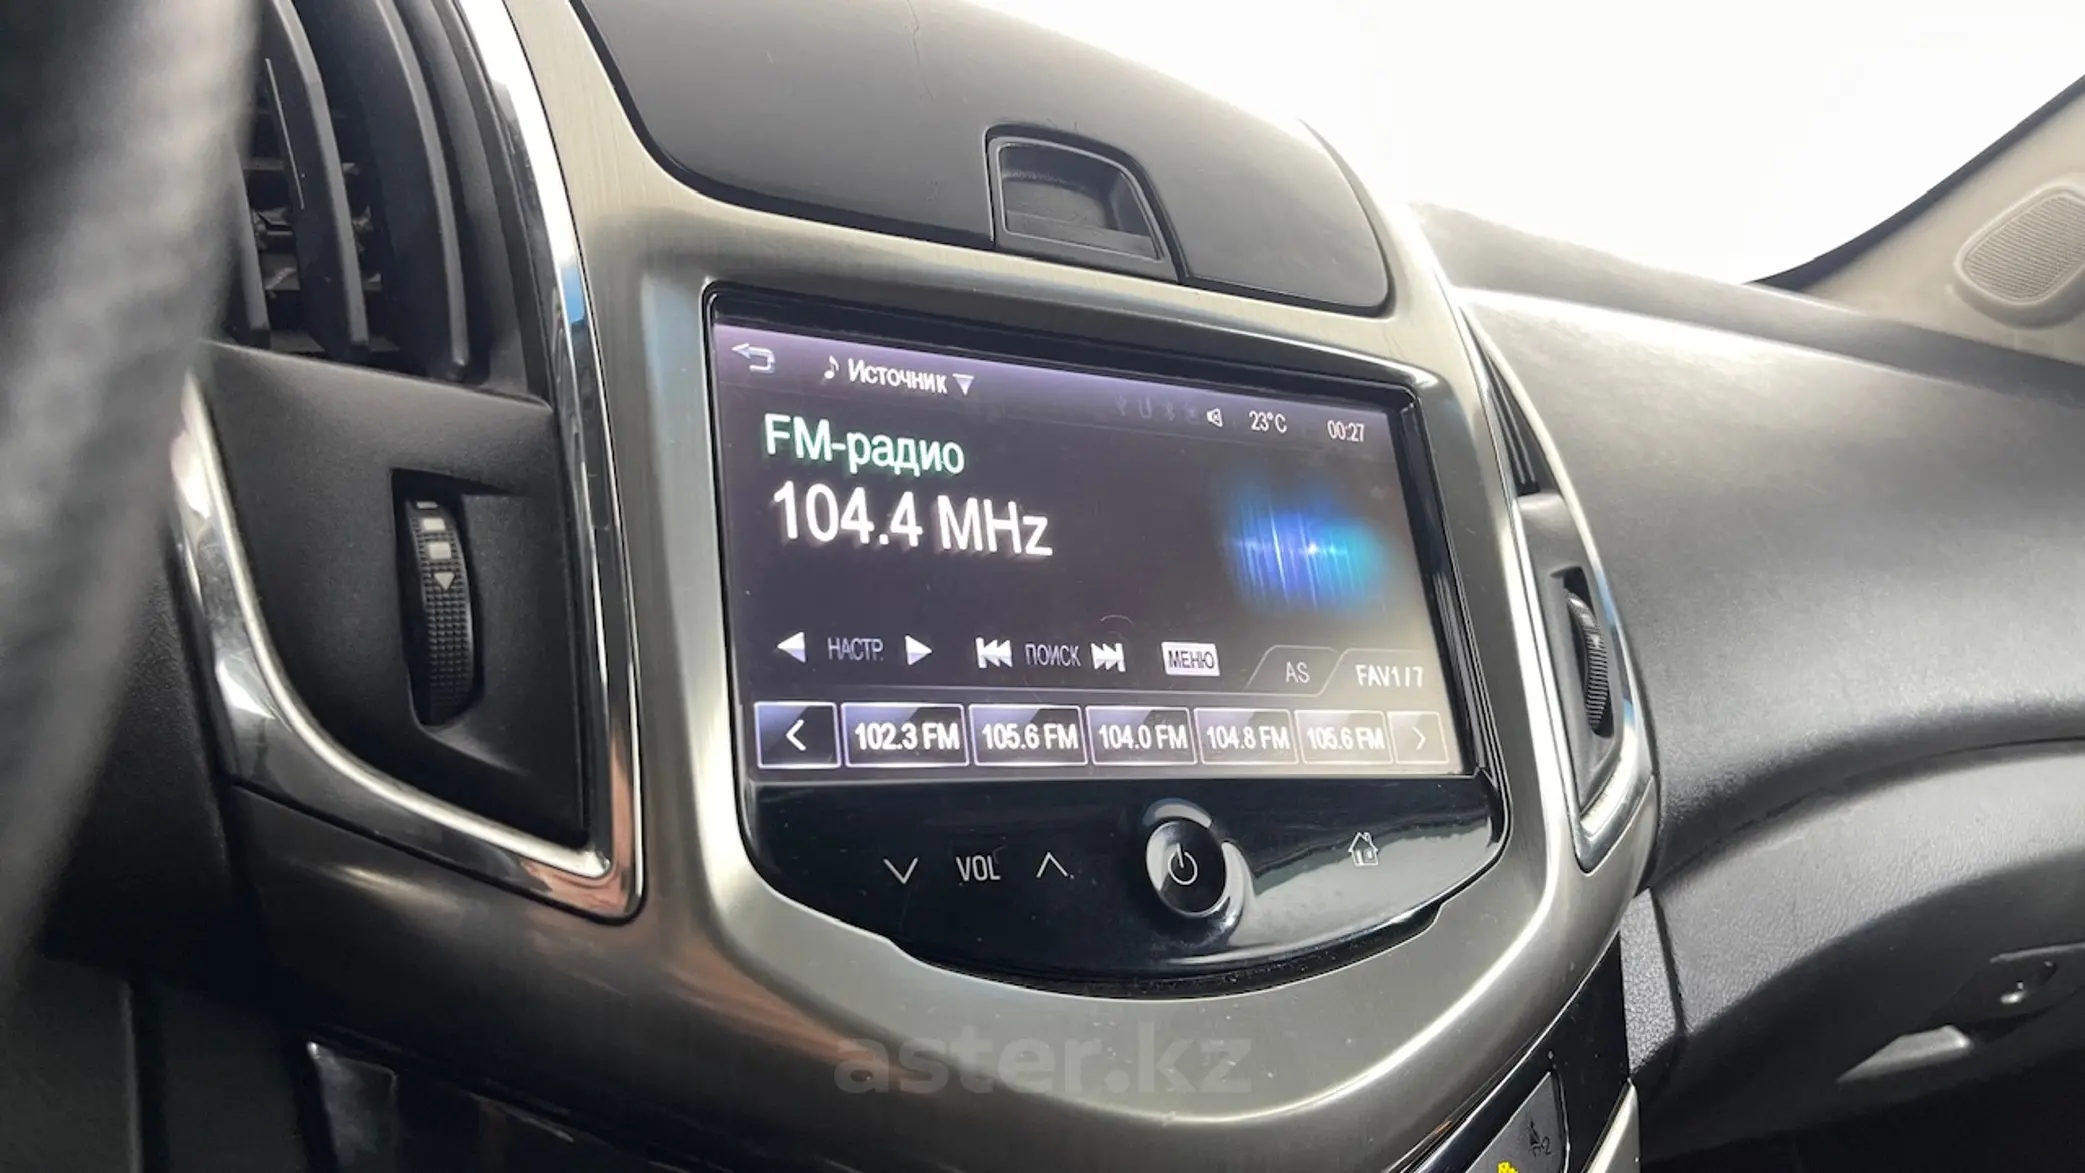 Источник
23°C 00:27
FM-радио
104.4 MHz
НАСТР. ПОИСК МЕНЮ AS FAV1/7
102.3 FM 105.6 FM 104.0 FM 104.8 FM 105.6 FM
VOL
aster.kz